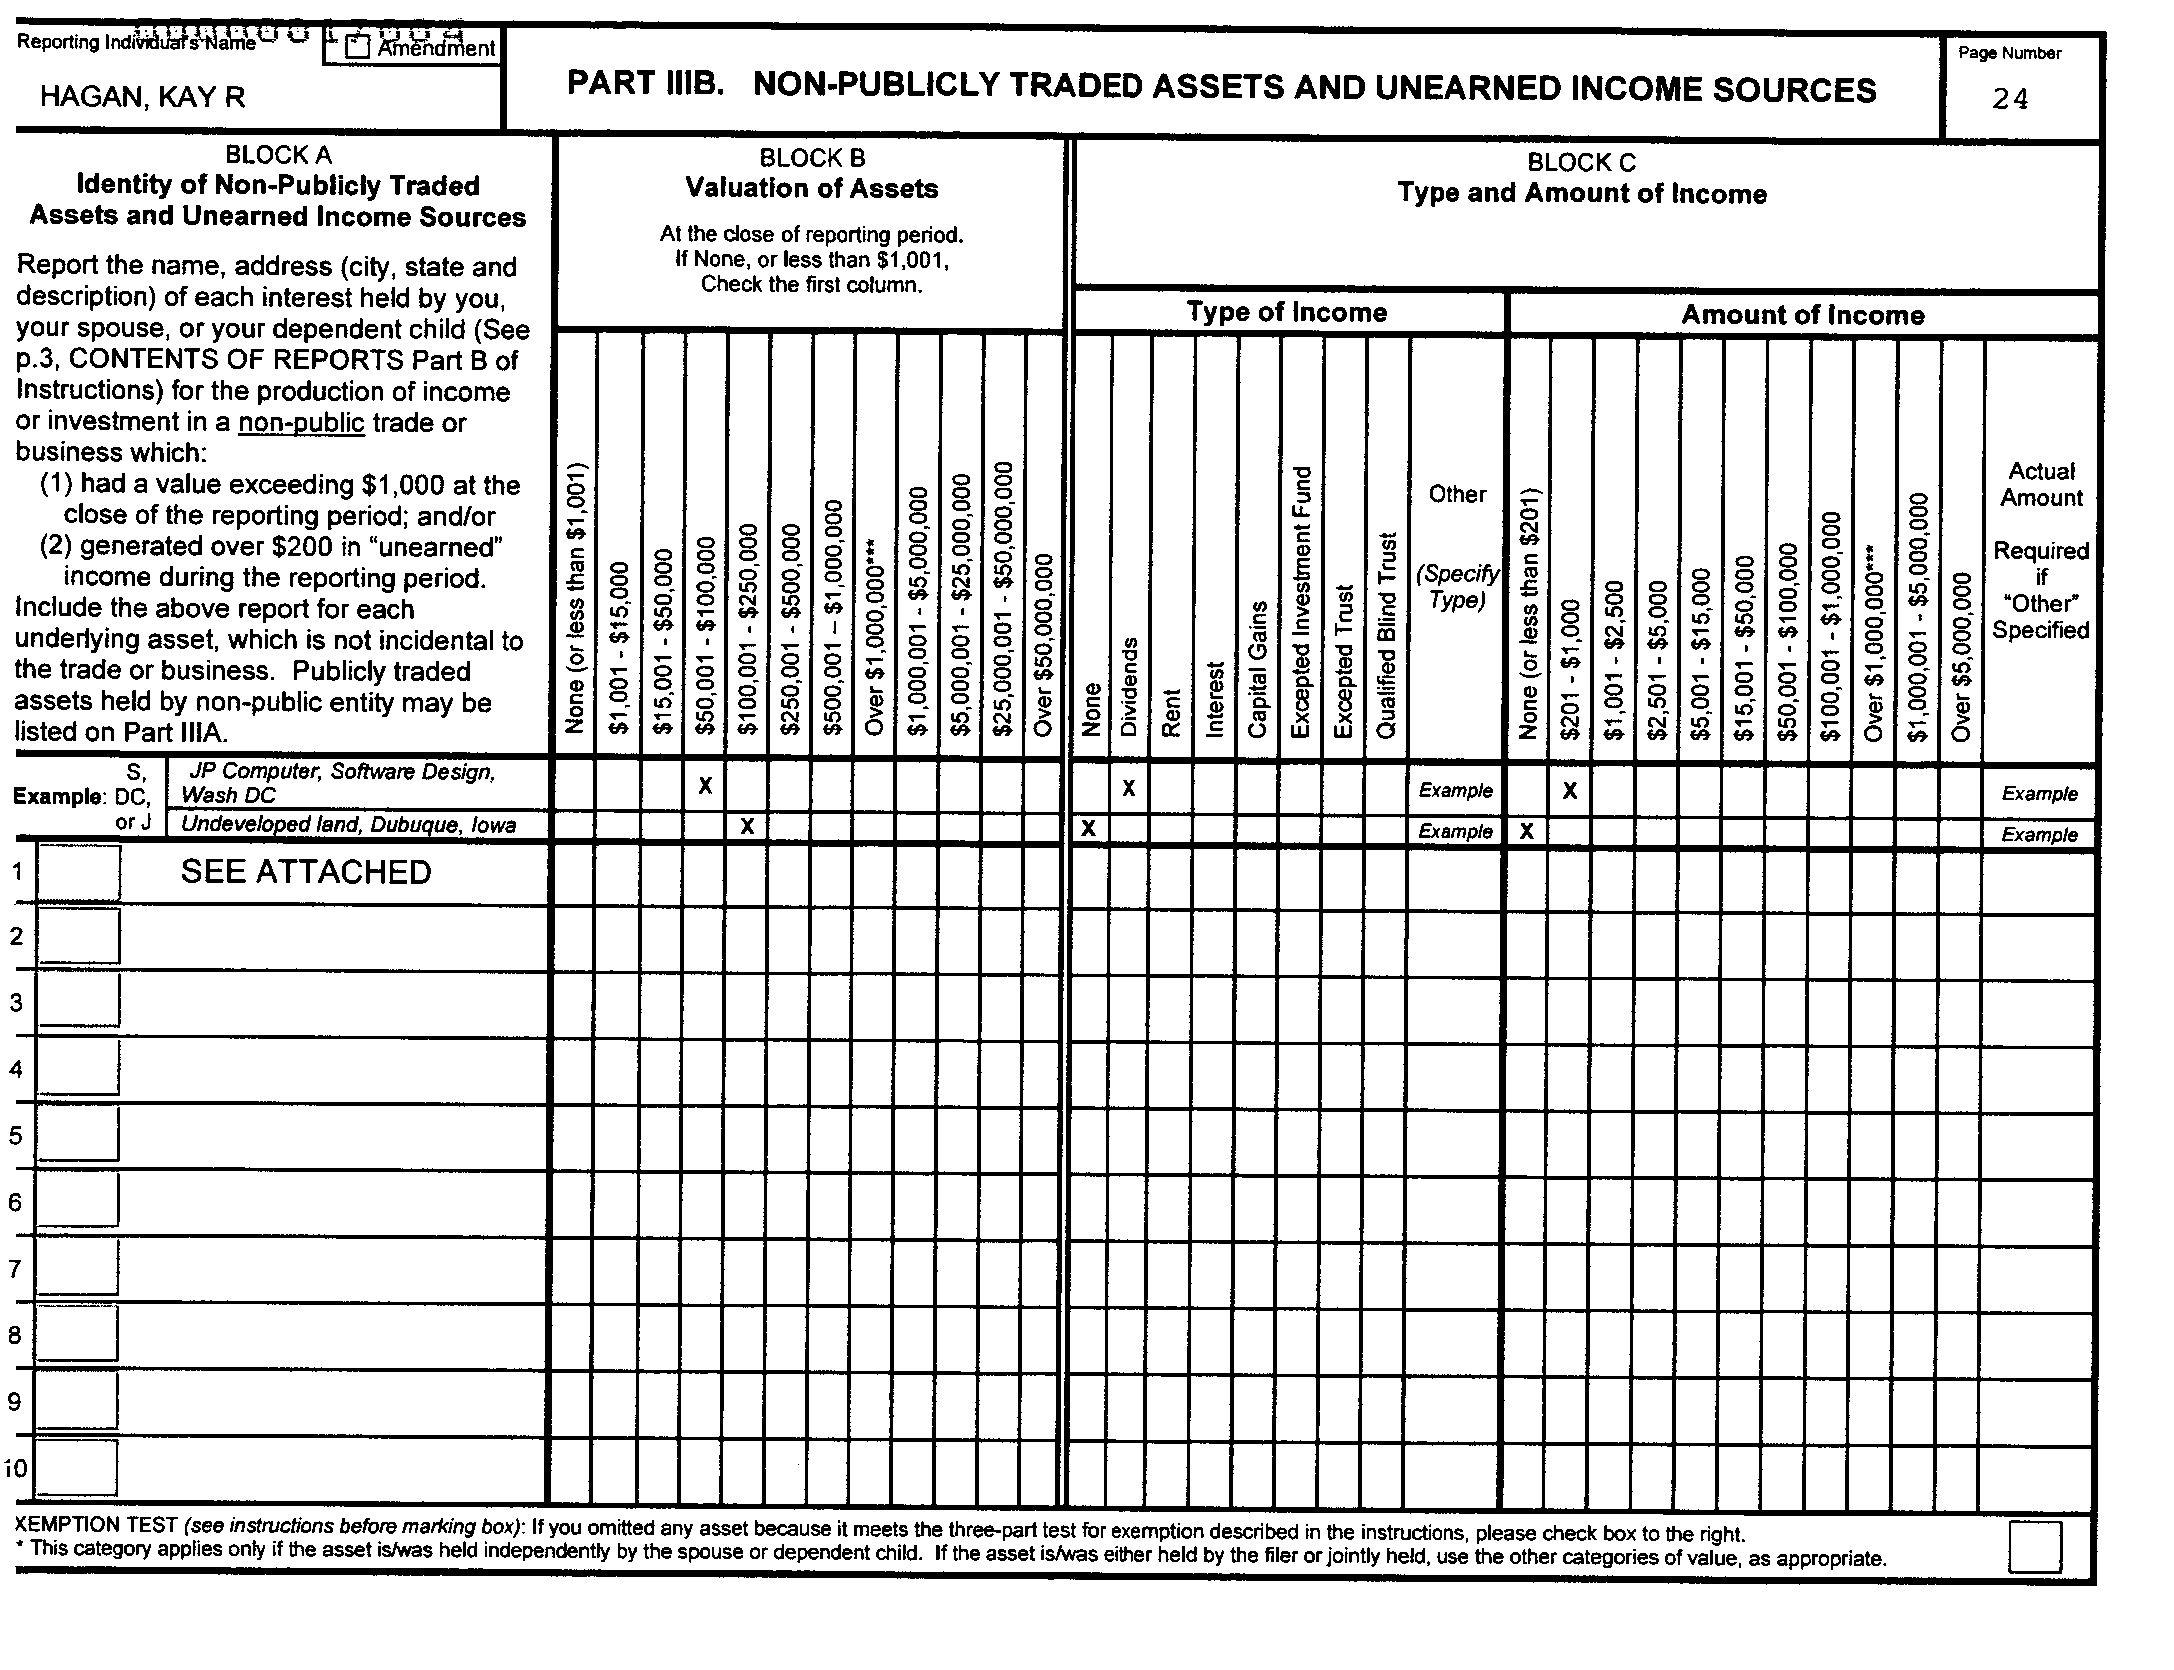 Reporting Individual's Name
Amendment
HAGAN, KAY R
PART IIIB. NON-PUBLICLY TRADED ASSETS AND UNEARNED INCOME SOURCES
Page Number
24
BLOCK A
Identity of Non-Publicly Traded
Assets and Unearned Income Sources
Report the name, address (city, state and
description) of each interest held by you,
your spouse, or your dependent child (See
p.3, CONTENTS OF REPORTS Part B of
Instructions) for the production of income
or investment in a non-public trade or
business which:
(1) had a value exceeding $1,000 at the
close of the reporting period; and/or
(2) generated over $200 in "unearned"
income during the reporting period.
Include the above report for each
underlying asset, which is not incidental to
the trade or business. Publicly traded
assets held by non-public entity may be
listed on Part IIIA.
BLOCK B
Valuation of Assets
At the close of reporting period.
If None, or less than $1,001,
Check the first column.
None (or less than $1,001)
$1,001 - $15,000
$15,001 - $50,000
$50,001 - $100,000
$100,001 - $250,000
$250,001 - $500,000
$500,001 – $1,000,000
Over $1,000,000***
$1,000,001 - $5,000,000
$5,000,001 - $25,000,000
$25,000,001 - $50,000,000
Over $50,000,000
BLOCK C
Type and Amount of Income
Type of Income
None
Dividends
Rent
Interest
Capital Gains
Excepted Investment Fund
Excepted Trust
Qualified Blind Trust
Other
(Specify
Type)
Amount of Income
None (or less than $201)
$201 - $1,000
$1,001 - $2,500
$2,501 - $5,000
$5,001 - $15,000
$15,001 - $50,000
$50,001 - $100,000
$100,001 - $1,000,000
Over $1,000,000***
$1,000,001 - $5,000,000
Over $5,000,000
Actual
Amount
Required
if
"Other"
Specified
S,
Example: DC,
or J
JP Computer, Software Design,
Wash DC
X X Example X Example
Undeveloped land, Dubuque, Iowa X X Example X Example
1 SEE ATTACHED
2
3
4
5
6
7
8
9
10
XEMPTION TEST (see instructions before marking box): If you omitted any asset because it meets the three-part test for exemption described in the instructions, please check box to the right.
* This category applies only if the asset is/was held independently by the spouse or dependent child. If the asset is/was either held by the filer or jointly held, use the other categories of value, as appropriate.